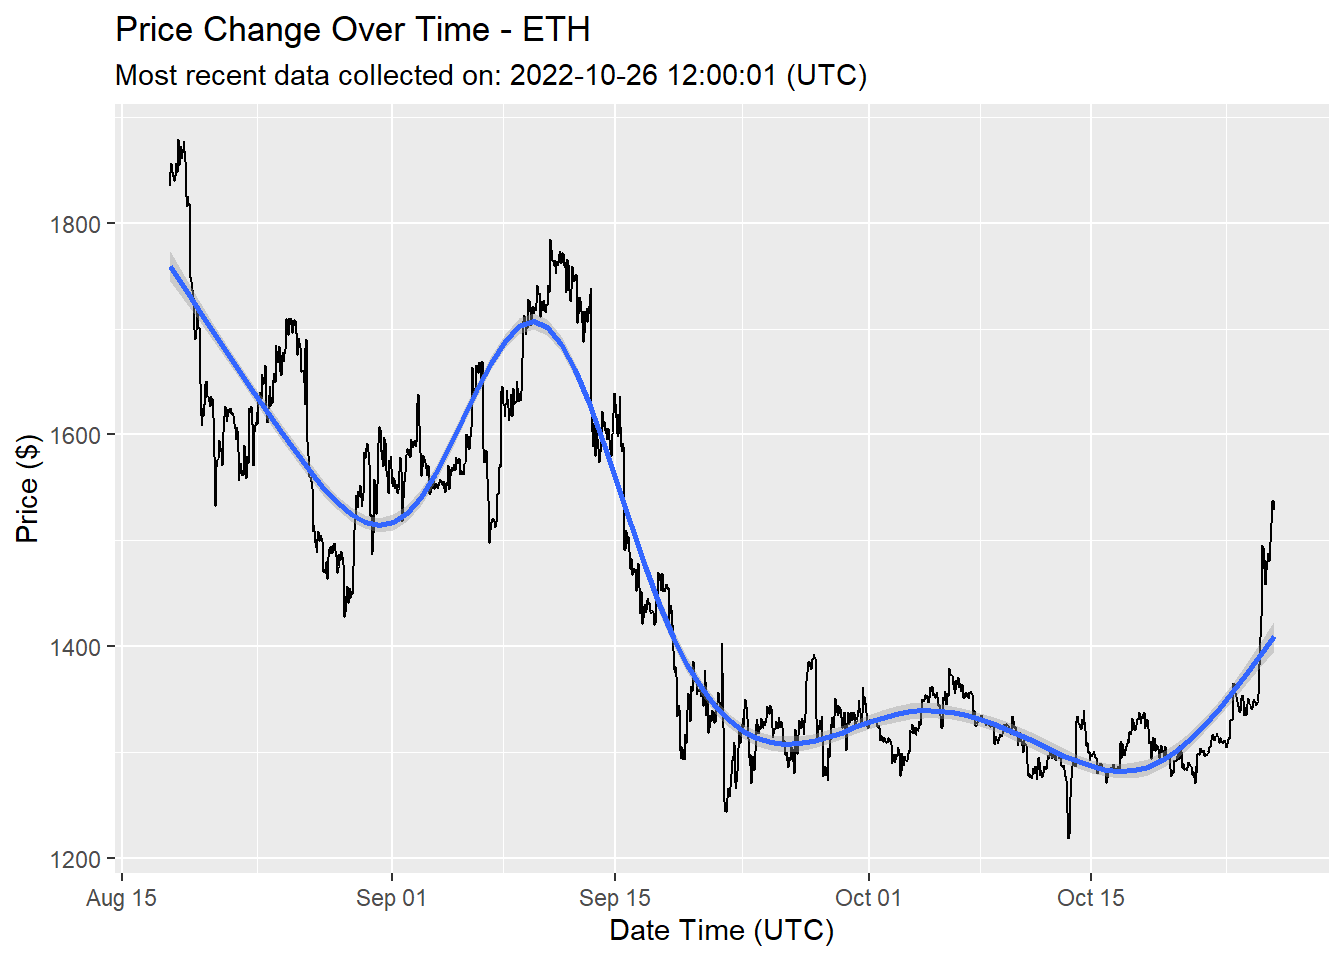 Price Change Over Time - ETH
Most recent data collected on: 2022-10-26 12:00:01 (UTC)
Price ($)
1800
1600
1400
1200
Aug 15
Sep 01
Sep 15
Oct 01
Oct 15
Date Time (UTC)